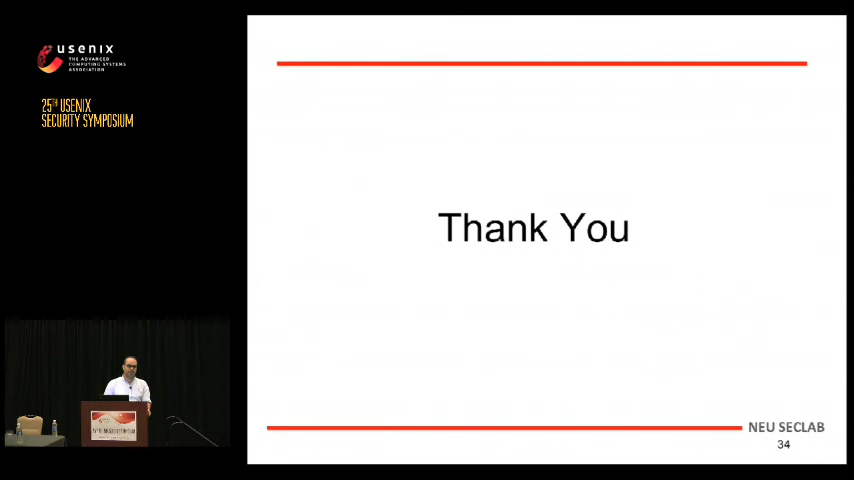 usenix
THE ADVANCED
COMPUTING SYSTEMS
ASSOCIATION
25TH USENIX
SECURITY SYMPOSIUM
Thank You
NEU SECLAB
34